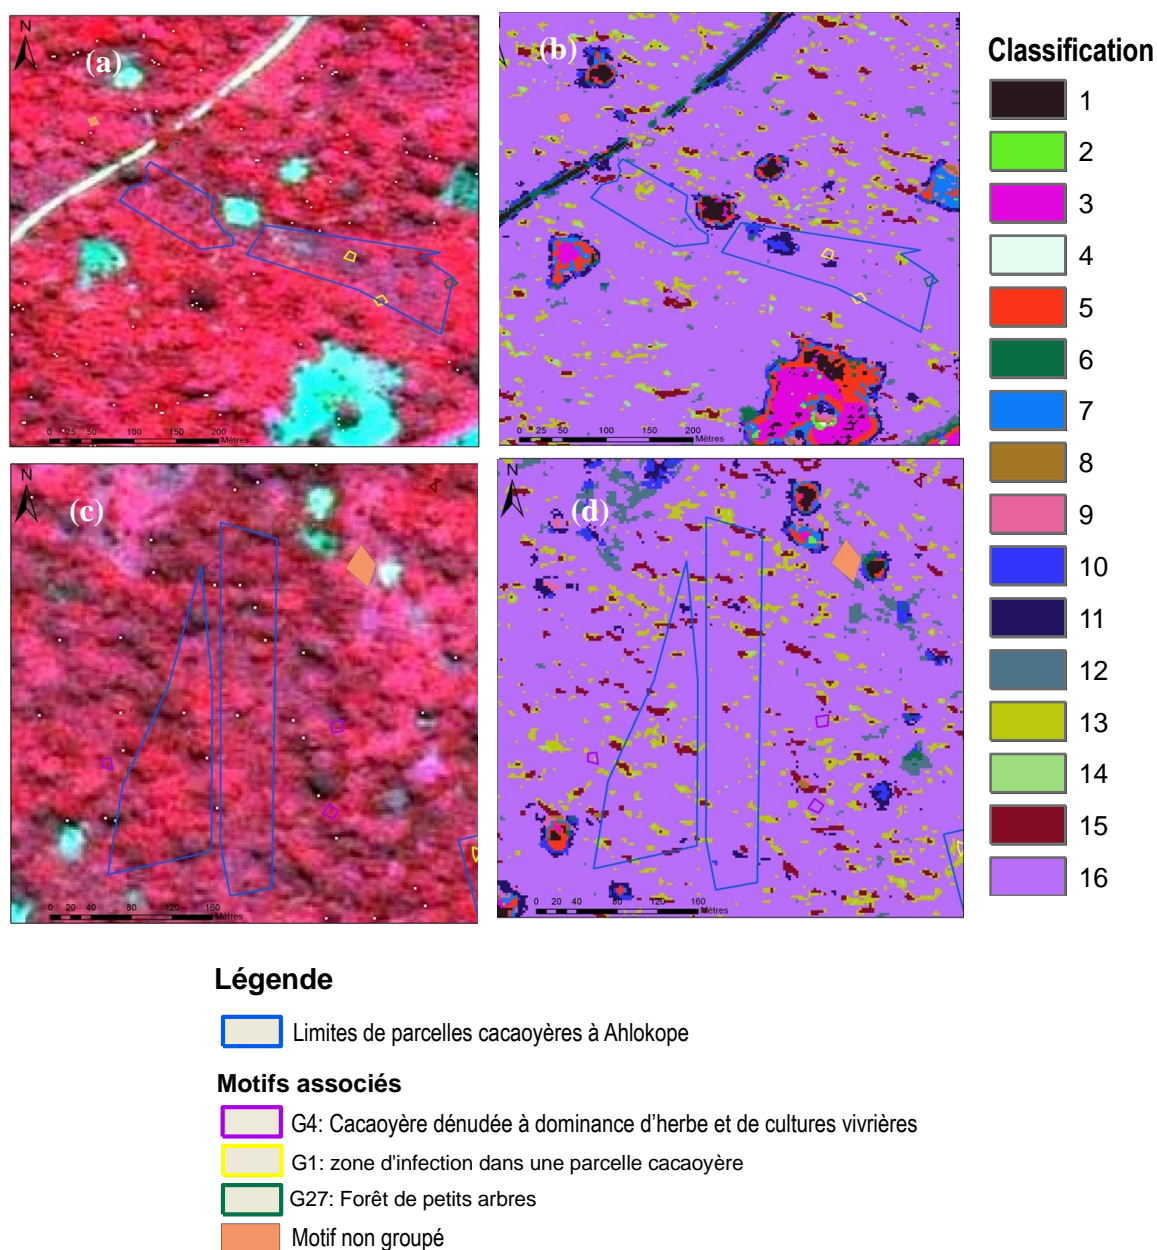 N
(a)
0 25 50 100 150 200
Mètres
N
(b)
0 25 50 100 150 200
Mètres
Classification
1
2
3
4
5
6
7
8
9
10
11
12
13
14
15
16
N
(c)
0 20 40 80 120 160
Mètres
N
(d)
0 20 40 80 120 160
Mètres
Légende
Limites de parcelles cacaoyères à Ahlokope
Motifs associés
G4: Cacaoyère dénudée à dominance d'herbe et de cultures vivrières
G1: zone d'infection dans une parcelle cacaoyère
G27: Forêt de petits arbres
Motif non groupé